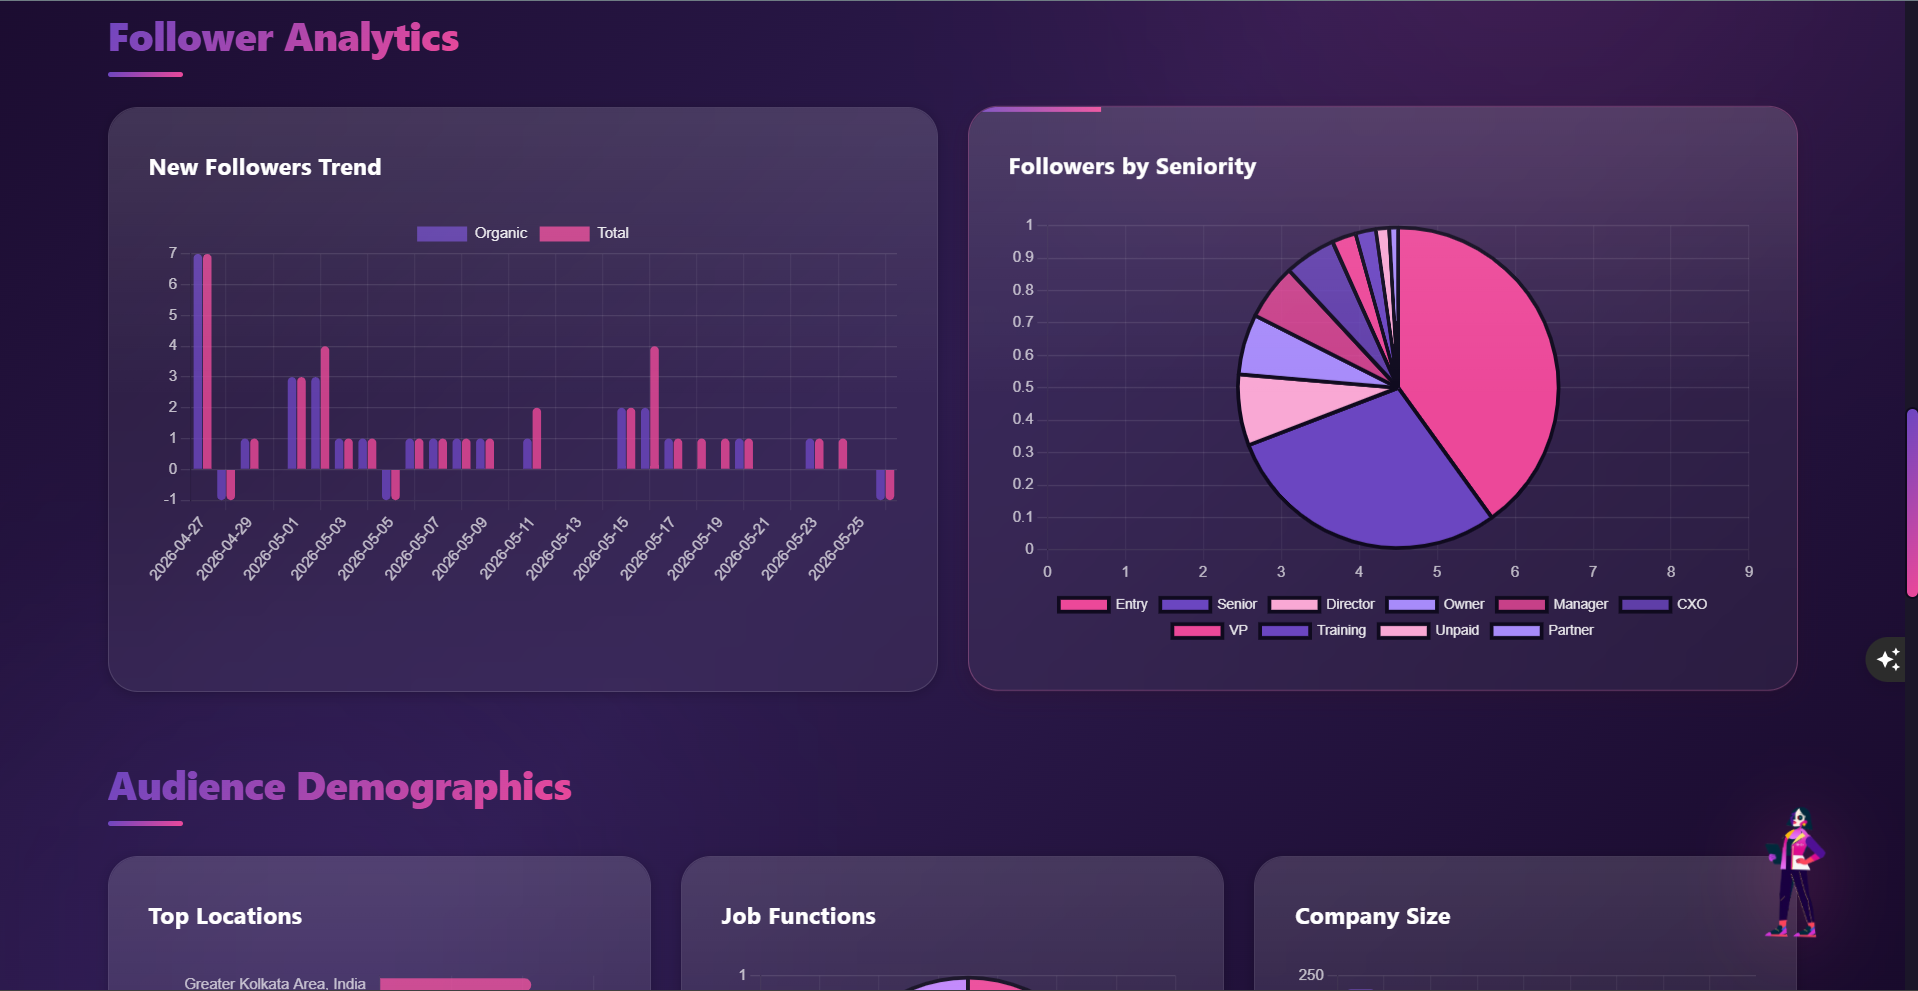 Follower Analytics
New Followers Trend
Organic Total
7
6
5
4
3
2
1
0
-1
2026-04-27 2026-04-29 2026-05-01 2026-05-03 2026-05-05 2026-05-07 2026-05-09 2026-05-11 2026-05-13 2026-05-15 2026-05-17 2026-05-19 2026-05-21 2026-05-23 2026-05-25
Followers by Seniority
1
0.9
0.8
0.7
0.6
0.5
0.4
0.3
0.2
0.1
0
0 1 2 3 4 5 6 7 8 9
Entry Senior Director Owner Manager CXO
VP Training Unpaid Partner
Audience Demographics
Top Locations
Greater Kolkata Area, India
Job Functions
1
Company Size
250